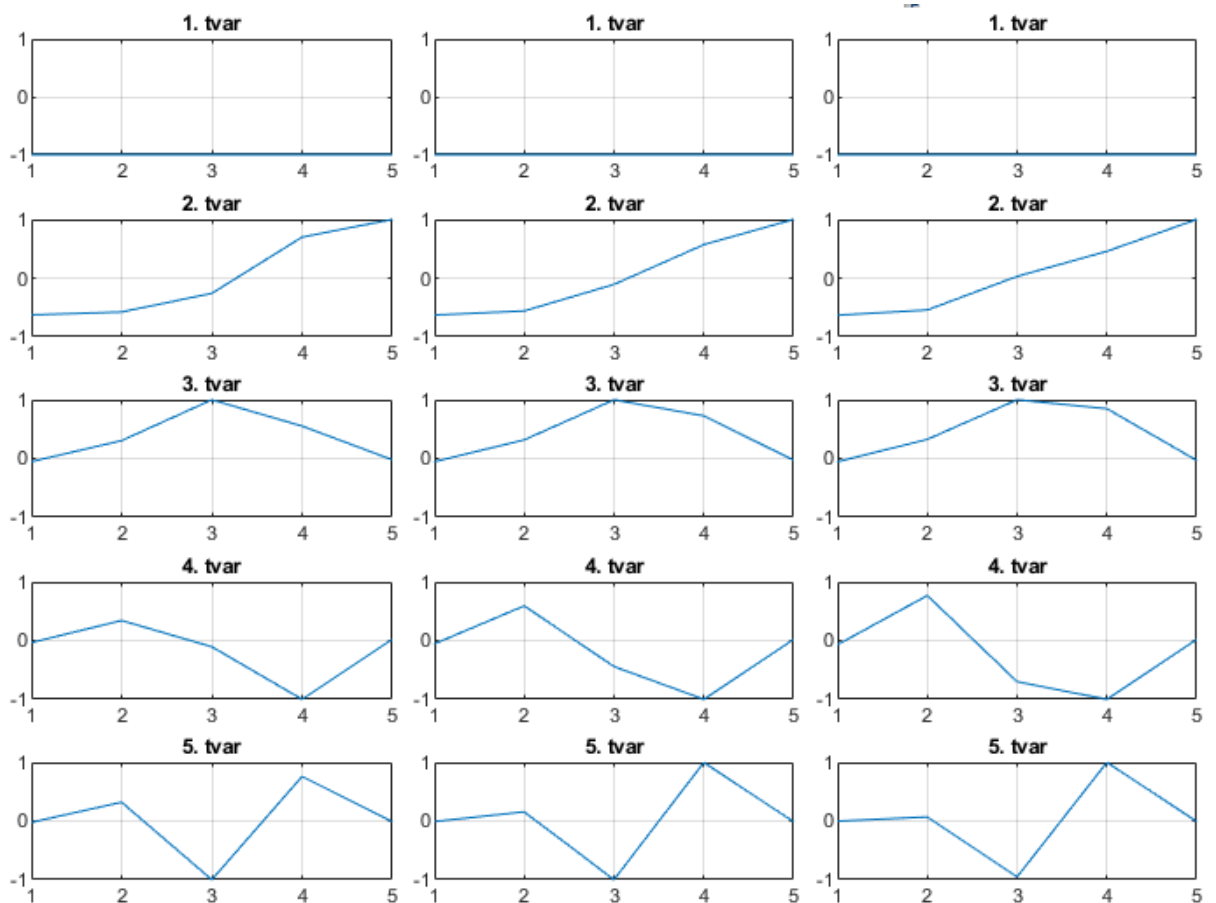 1. tvar 1. tvar 1. tvar
1 1 1
0 0 0
-1 -1 -1
1 2 3 4 5 1 2 3 4 5 1 2 3 4 5
2. tvar 2. tvar 2. tvar
1 1 1
0 0 0
-1 -1 -1
1 2 3 4 5 1 2 3 4 5 1 2 3 4 5
3. tvar 3. tvar 3. tvar
1 1 1
0 0 0
-1 -1 -1
1 2 3 4 5 1 2 3 4 5 1 2 3 4 5
4. tvar 4. tvar 4. tvar
1 1 1
0 0 0
-1 -1 -1
1 2 3 4 5 1 2 3 4 5 1 2 3 4 5
5. tvar 5. tvar 5. tvar
1 1 1
0 0 0
-1 -1 -1
1 2 3 4 5 1 2 3 4 5 1 2 3 4 5